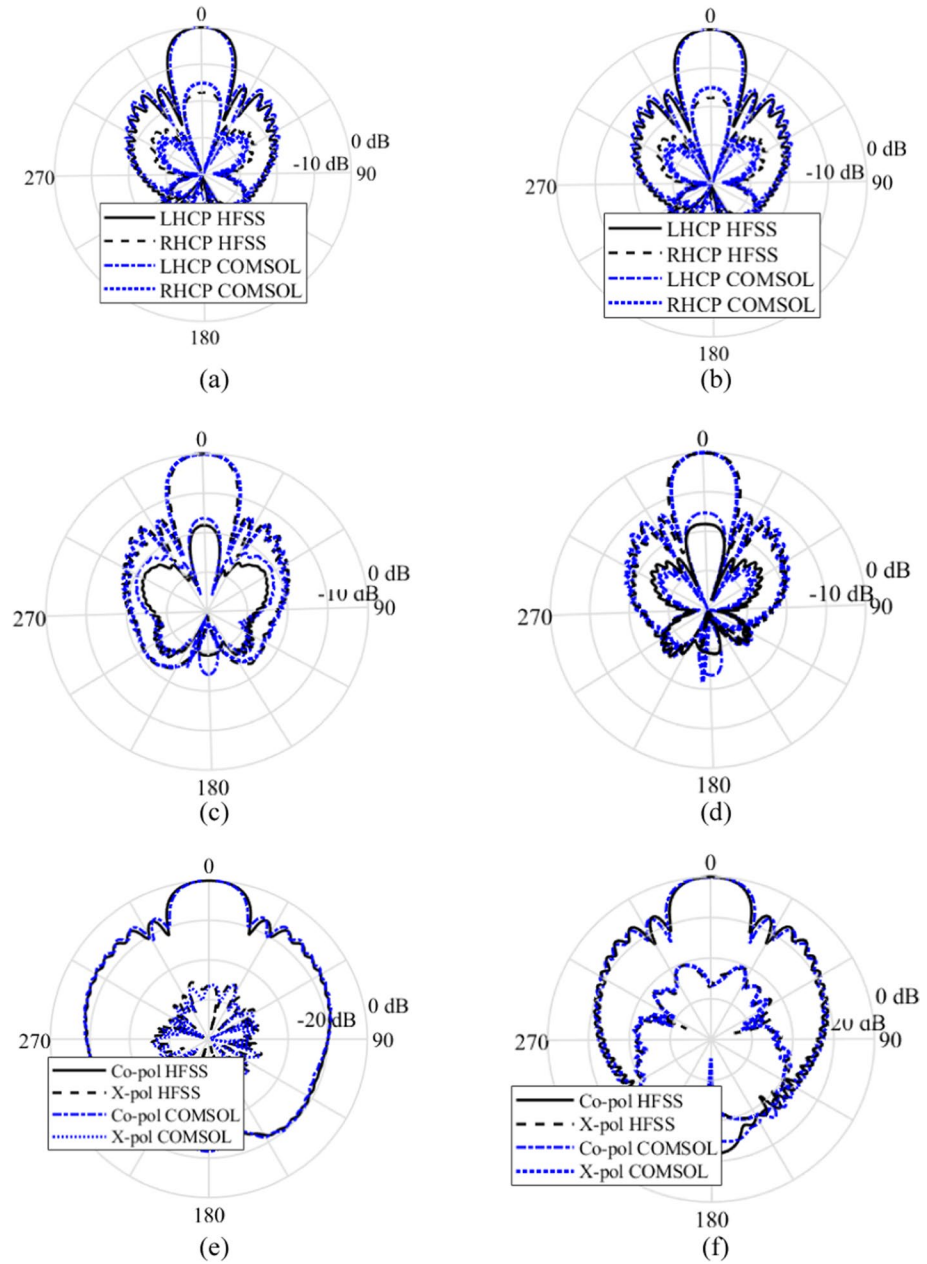 0
0 dB
-10 dB
90
270
LHCP HFSS
RHCP HFSS
LHCP COMSOL
RHCP COMSOL
180
(a)
0
0 dB
-10 dB
90
270
LHCP HFSS
RHCP HFSS
LHCP COMSOL
RHCP COMSOL
180
(b)
0
0 dB
-10 dB
90
270
180
(c)
0
0 dB
-10 dB
90
270
180
(d)
0
0 dB
-20 dB
90
270
Co-pol HFSS
X-pol HFSS
Co-pol COMSOL
X-pol COMSOL
180
(e)
0
0 dB
20 dB
90
270
Co-pol HFSS
X-pol HFSS
Co-pol COMSOL
X-pol COMSOL
180
(f)